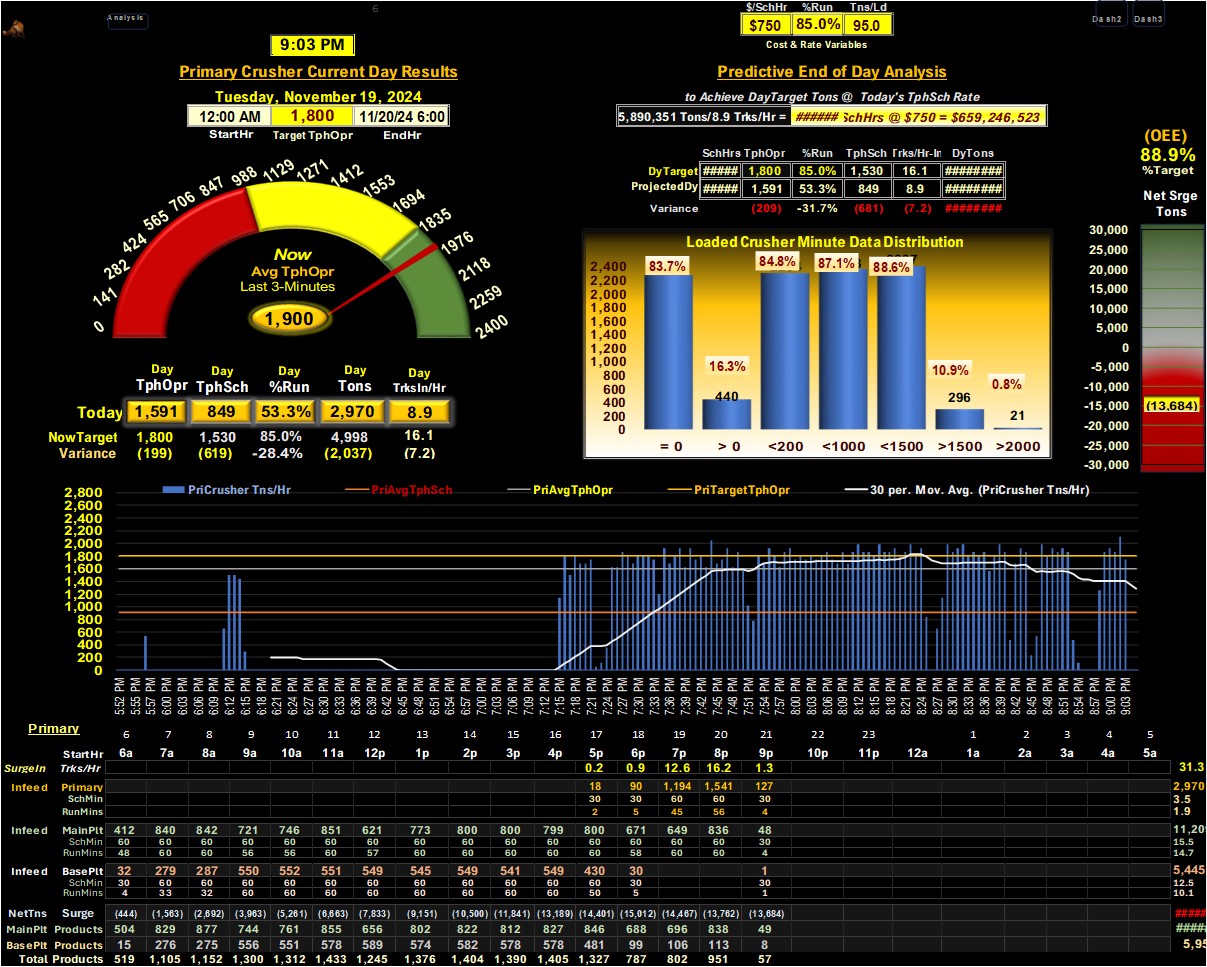 6
Analysis
$/SchHr %Run Tns/Ld
$750 85.0% 95.0
Cost & Rate Variables
Dash2 Dash3
9:03 PM
Primary Crusher Current Day Results
Tuesday, November 19, 2024
12:00 AM 1,800 11/20/24 6:00
StartHr Target TphOpr EndHr
Predictive End of Day Analysis
to Achieve DayTarget Tons @ Today's TphSch Rate
5,890,351 Tons/8.9 Trks/Hr = ###### SchHrs @ $750 = $659,246,523
SchHrs TphOpr %Run TphSch Trks/Hr-In DyTons
DyTarget ##### 1,800 85.0% 1,530 16.1 ########
ProjectedDy ##### 1,591 53.3% 849 8.9 ########
Variance (209) -31.7% (681) (7.2) ########
(OEE)
88.9%
%Target
Net Srge
Tons
30,000
25,000
20,000
15,000
10,000
5,000
0
-5,000
-10,000
-15,000
(13,684)
-20,000
-25,000
-30,000
0 141 282 424 565 706 847 988 1129 1271 1412 1553 1694 1835 1976 2118 2259 2400
Now
Avg TphOpr
Last 3-Minutes
1,900
Loaded Crusher Minute Data Distribution
2,400
2,200
2,000
1,800
1,600
1,400
1,200
1,000
800
600
400
200
0
83.7% 84.8% 87.1% 88.6%
16.3% 10.9% 0.8%
440 296 21
= 0 > 0 <200 <1000 <1500 >1500 >2000
Day Day Day Day Day
TphOpr TphSch %Run Tons TrksIn/Hr
Today 1,591 849 53.3% 2,970 8.9
NowTarget 1,800 1,530 85.0% 4,998 16.1
Variance (199) (619) -28.4% (2,037) (7.2)
PriCrusher Tns/Hr PriAvgTphSch PriAvgTphOpr PriTargetTphOpr 30 per. Mov. Avg. (PriCrusher Tns/Hr)
2,800
2,600
2,400
2,200
2,000
1,800
1,600
1,400
1,200
1,000
800
600
400
200
0
5:52 PM 5:55 PM 5:57 PM 6:03 PM 6:06 PM 6:09 PM 6:12 PM 6:15 PM 6:18 PM 6:21 PM 6:24 PM 6:27 PM 6:30 PM 6:33 PM 6:36 PM 6:39 PM 6:42 PM 6:45 PM 6:48 PM 6:51 PM 6:54 PM 6:57 PM 7:00 PM 7:03 PM 7:06 PM 7:09 PM 7:12 PM 7:15 PM 7:18 PM 7:21 PM 7:24 PM 7:27 PM 7:30 PM 7:33 PM 7:36 PM 7:39 PM 7:42 PM 7:45 PM 7:48 PM 7:51 PM 7:54 PM 7:57 PM 8:00 PM 8:03 PM 8:06 PM 8:09 PM 8:12 PM 8:15 PM 8:18 PM 8:21 PM 8:24 PM 8:27 PM 8:30 PM 8:33 PM 8:36 PM 8:39 PM 8:42 PM 8:45 PM 8:48 PM 8:51 PM 8:54 PM 8:57 PM 9:00 PM 9:03 PM
Primary 6 7 8 9 10 11 12 13 14 15 16 17 18 19 20 21 22 23 1 2 3 4 5
StartHr 6a 7a 8a 9a 10a 11a 12p 1p 2p 3p 4p 5p 6p 7p 8p 9p 10p 11p 12a 1a 2a 3a 4a 5a
SurgeIn Trks/Hr 0.2 0.9 12.6 16.2 1.3 31.3
Infeed Primary 18 90 1,194 1,541 127 2,970
SchMin 30 30 60 60 30 3.5
RunMins 2 5 45 56 4 1.9
Infeed MainPlt 412 840 842 721 746 851 621 773 800 800 799 800 671 649 836 48 11,20
SchMin 60 60 60 60 60 60 60 60 60 60 60 60 60 60 60 30 15.5
RunMins 48 60 60 56 56 60 57 60 60 60 60 60 58 60 60 4 14.7
Infeed BasePlt 32 279 287 550 552 551 549 545 549 541 549 430 30 1 5,445
SchMin 30 60 60 60 60 60 60 60 60 60 60 60 30 30 12.5
RunMins 4 33 32 60 60 60 60 60 60 60 60 50 5 1 10.1
NetTns Surge (444) (1,563) (2,692) (3,963) (5,261) (6,663) (7,833) (9,151) (10,500) (11,841) (13,189) (14,401) (15,012) (14,467) (13,762) (13,684) #####
MainPlt Products 504 829 877 744 761 855 656 802 822 812 827 846 688 696 838 49 ####
BasePlt Products 15 276 275 556 551 578 589 574 582 578 578 481 99 106 113 8 5,95
Total Products 519 1,105 1,152 1,300 1,312 1,433 1,245 1,376 1,404 1,390 1,405 1,327 787 802 951 57